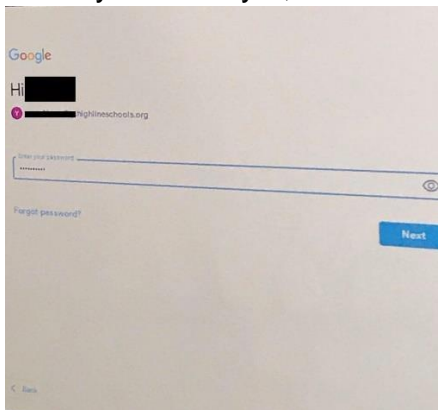 Google
Hi
Y highlineschools.org
Enter your password
••••••••••
Forgot password?
Next
Back